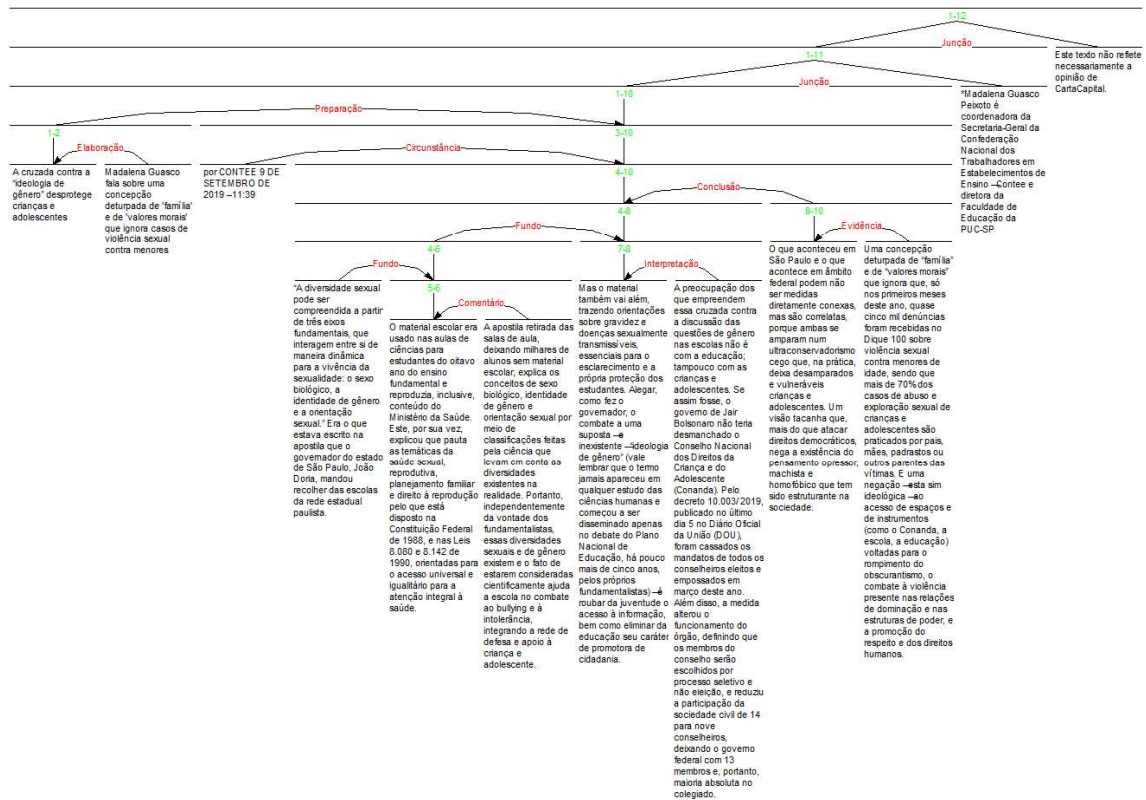 1-12
Junção
1-11
Este texto não reflete
necessariamente a
opinião de
CartaCapital.
Junção
1-10
*Madalena Guasco
Peixoto é
coordenadora da
Secretaria-Geral da
Confederação
Nacional dos
Trabalhadores em
Estabelecimentos de
Ensino –Contee e
diretora da
Faculdade de
Educação da
PUC-SP
Preparação
1-2
3-10
Elaboração
A cruzada contra a
“ideologia de
gênero” desprotege
crianças e
adolescentes
Madalena Guasco
fala sobre uma
concepção
deturpada de 'família'
e de 'valores morais'
que ignora casos de
violência sexual
contra menores
Circunstância
por CONTEE 9 DE
SETEMBRO DE
2019 –11:39
4-10
Conclusão
4-8
9-10
Fundo
4-6
7-8
Evidência
Fundo
5-6
Interpretação
“A diversidade sexual
pode ser
compreendida a partir
de três eixos
fundamentais, que
interagem entre si de
maneira dinâmica
para a vivência da
sexualidade: o sexo
biológico, a
identidade de gênero
e a orientação
sexual.” Era o que
estava escrito na
apostila que o
governador do estado
de São Paulo, João
Doria, mandou
recolher das escolas
da rede estadual
paulista.
Comentário
O material escolar era
usado nas aulas de
ciências para
estudantes do oitavo
ano do ensino
fundamental e
reproduzia, inclusive,
conteúdo do
Ministério da Saúde.
Este, por sua vez,
explicou que pauta
as temáticas da
saúde sexual,
reprodutiva,
planejamento familiar
e direito à reprodução
pelo que está
disposto na
Constituição Federal
de 1988, e nas Leis
8.080 e 8.142 de
1990, orientadas para
o acesso universal e
igualitário para a
atenção integral à
saúde.
A apostila retirada das
salas de aula,
deixando milhares de
alunos sem material
escolar, explica os
conceitos de sexo
biológico, identidade
de gênero e
orientação sexual por
meio de
classificações feitas
pela ciência que
levam em conta as
diversidades
existentes na
realidade. Portanto,
independentemente
da vontade dos
fundamentalistas,
essas diversidades
sexuais e de gênero
existem e o fato de
estarem consideradas
cientificamente ajuda
a escola no combate
ao bullying e à
intolerância,
integrando a rede de
defesa e apoio à
criança e
adolescente.
Mas o material
também vai além,
trazendo orientações
sobre gravidez e
doenças sexualmente
transmissíveis,
essenciais para o
esclarecimento e a
própria proteção dos
estudantes. Alegar,
como fez o
governador, o
combate a uma
suposta –e
inexistente –“ideologia
de gênero” (vale
lembrar que o termo
jamais apareceu em
qualquer estudo das
ciências humanas e
começou a ser
disseminado apenas
no debate do Plano
Nacional de
Educação, há pouco
mais de cinco anos,
pelos próprios
fundamentalistas) –é
roubar da juventude o
acesso à informação,
bem como eliminar da
educação seu caráter
de promotora de
cidadania.
A preocupação dos
que empreendem
essa cruzada contra
a discussão das
questões de gênero
nas escolas não é
com a educação;
tampouco com as
crianças e
adolescentes. Se
assim fosse, o
governo de Jair
Bolsonaro não teria
desmanchado o
Conselho Nacional
dos Direitos da
Criança e do
Adolescente
(Conanda). Pelo
decreto 10.003/2019,
publicado no último
dia 5 no Diário Oficial
da União (DOU),
foram cassados os
mandatos de todos os
conselheiros eleitos e
empossados em
março deste ano.
Além disso, a medida
alterou o
funcionamento do
órgão, definindo que
os membros do
conselho serão
escolhidos por
processo seletivo e
não eleição, e reduziu
a participação da
sociedade civil de 14
para nove
conselheiros,
deixando o governo
federal com 13
membros e, portanto,
maioria absoluta no
colegiado.
O que aconteceu em
São Paulo e o que
acontece em âmbito
federal podem não
ser medidas
diretamente conexas,
mas são correlatas,
porque ambas se
amparam num
ultraconservadorismo
cego que, na prática,
deixa desamparados
e vulneráveis
crianças e
adolescentes. Um
visão tacanha que,
mais do que atacar
direitos democráticos,
nega a existência do
pensamento opressor,
machista e
homofóbico que tem
sido estruturante na
sociedade.
Uma concepção
deturpada de “família”
e de “valores morais”
que ignora que, só
nos primeiros meses
deste ano, quase
cinco mil denúncias
foram recebidas no
Dique 100 sobre
violência sexual
contra menores de
idade, sendo que
mais de 70% dos
casos de abuso e
exploração sexual de
crianças e
adolescentes são
praticados por pais,
mães, padrastos ou
outros parentes das
vítimas. E uma
negação –esta sim
ideológica –ao
acesso de espaços e
de instrumentos
(como o Conanda, a
escola, a educação)
voltadas para o
rompimento do
obscurantismo, o
combate à violência
presente nas relações
de dominação e nas
estruturas de poder, e
a promoção do
respeito e dos direitos
humanos.